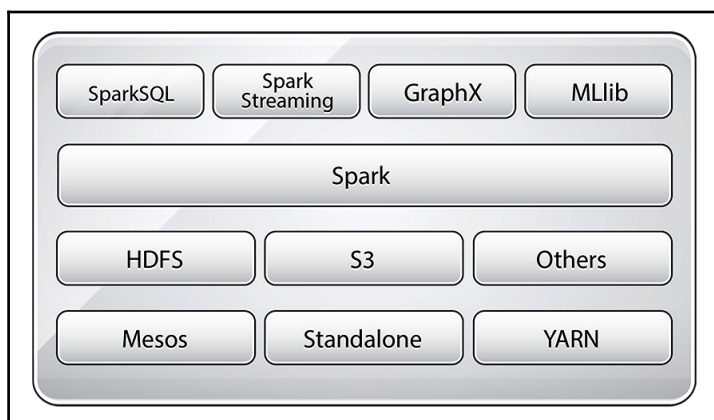 SparkSQL
Spark
Streaming
GraphX
MLlib
Spark
HDFS
S3
Others
Mesos
Standalone
YARN